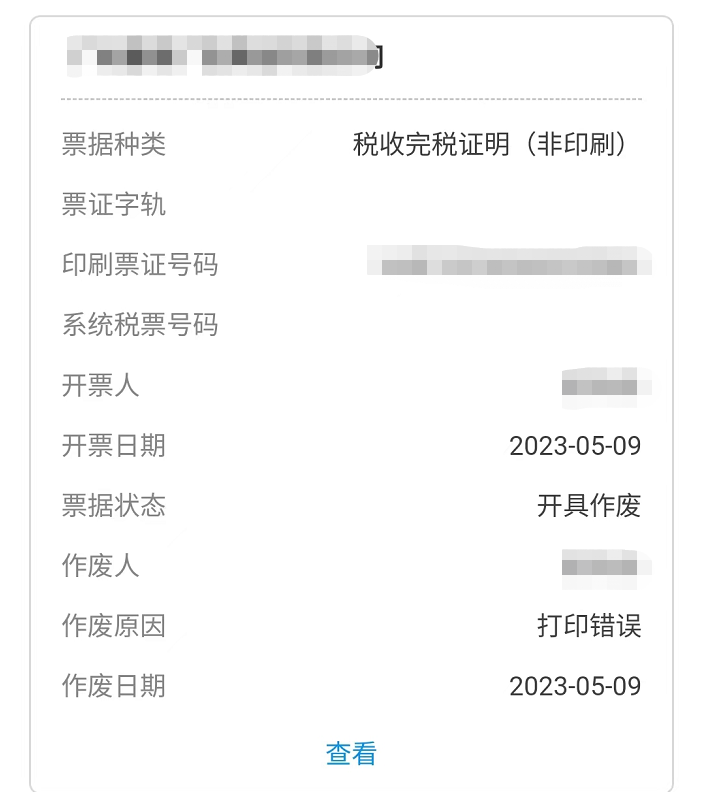 票据种类 税收完税证明（非印刷）
票证字轨
印刷票证号码
系统税票号码
开票人
开票日期 2023-05-09
票据状态 开具作废
作废人
作废原因 打印错误
作废日期 2023-05-09
查看